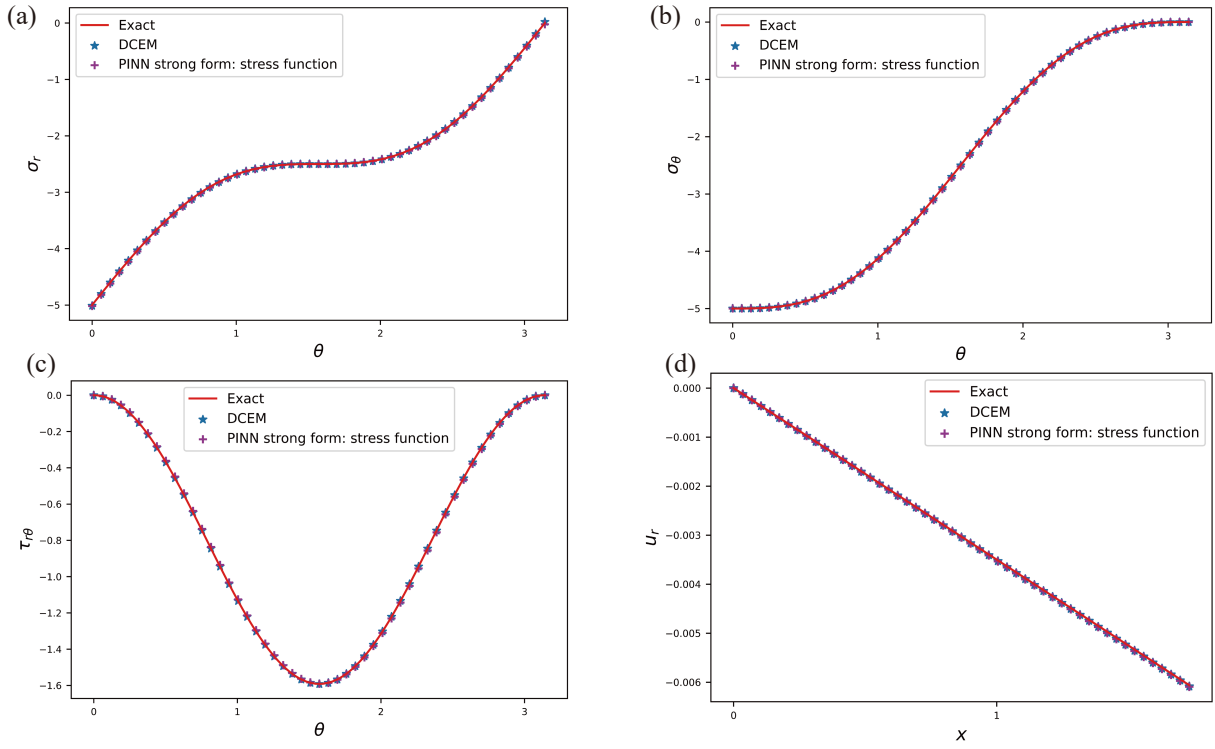 (a)
Exact
DCEM
PINN strong form: stress function
0
−1
−2
−3
−4
−5
σr
0 1 2 3
θ
(b)
Exact
DCEM
PINN strong form: stress function
0
−1
−2
−3
−4
−5
σθ
0 1 2 3
θ
(c)
Exact
DCEM
PINN strong form: stress function
0.0
−0.2
−0.4
−0.6
−0.8
−1.0
−1.2
−1.4
−1.6
τrθ
0 1 2 3
θ
(d)
Exact
DCEM
PINN strong form: stress function
0.000
−0.001
−0.002
−0.003
−0.004
−0.005
−0.006
ur
0 1
x